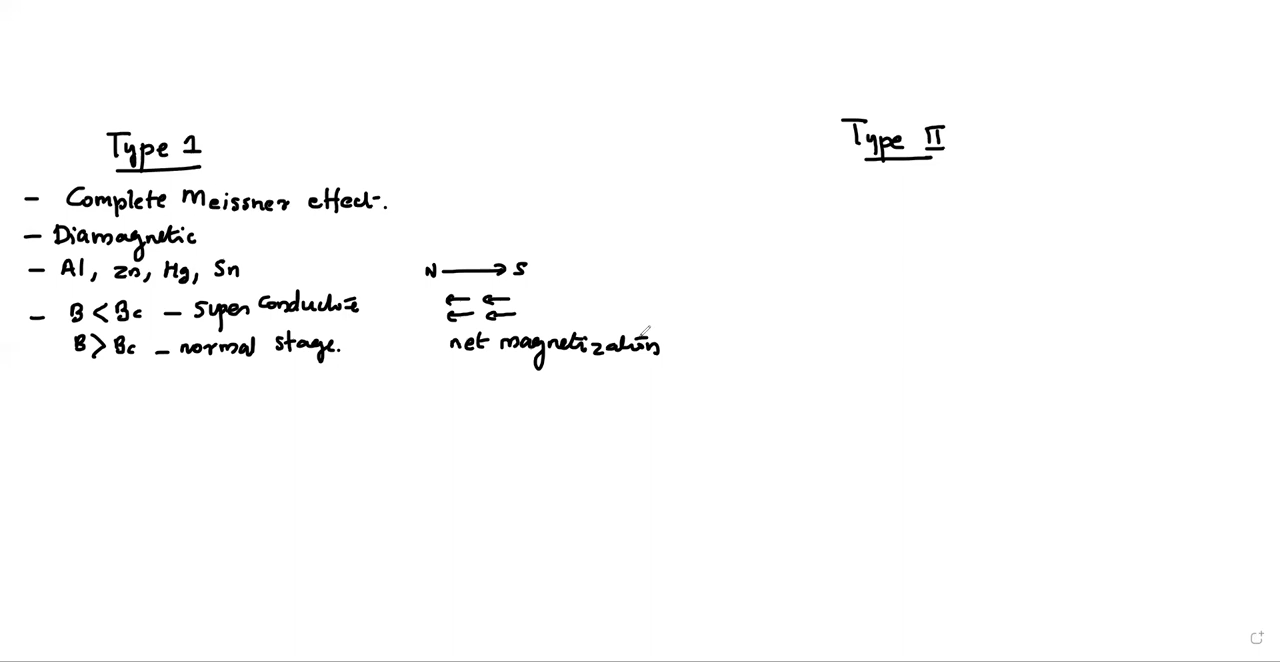 Type 1
Type II
- Complete Meissner effect.
- Diamagnetic
- Al, Zn, Hg, Sn
N → S
- B < Bc - Super conductive
B > Bc - normal stage.
net magnetization